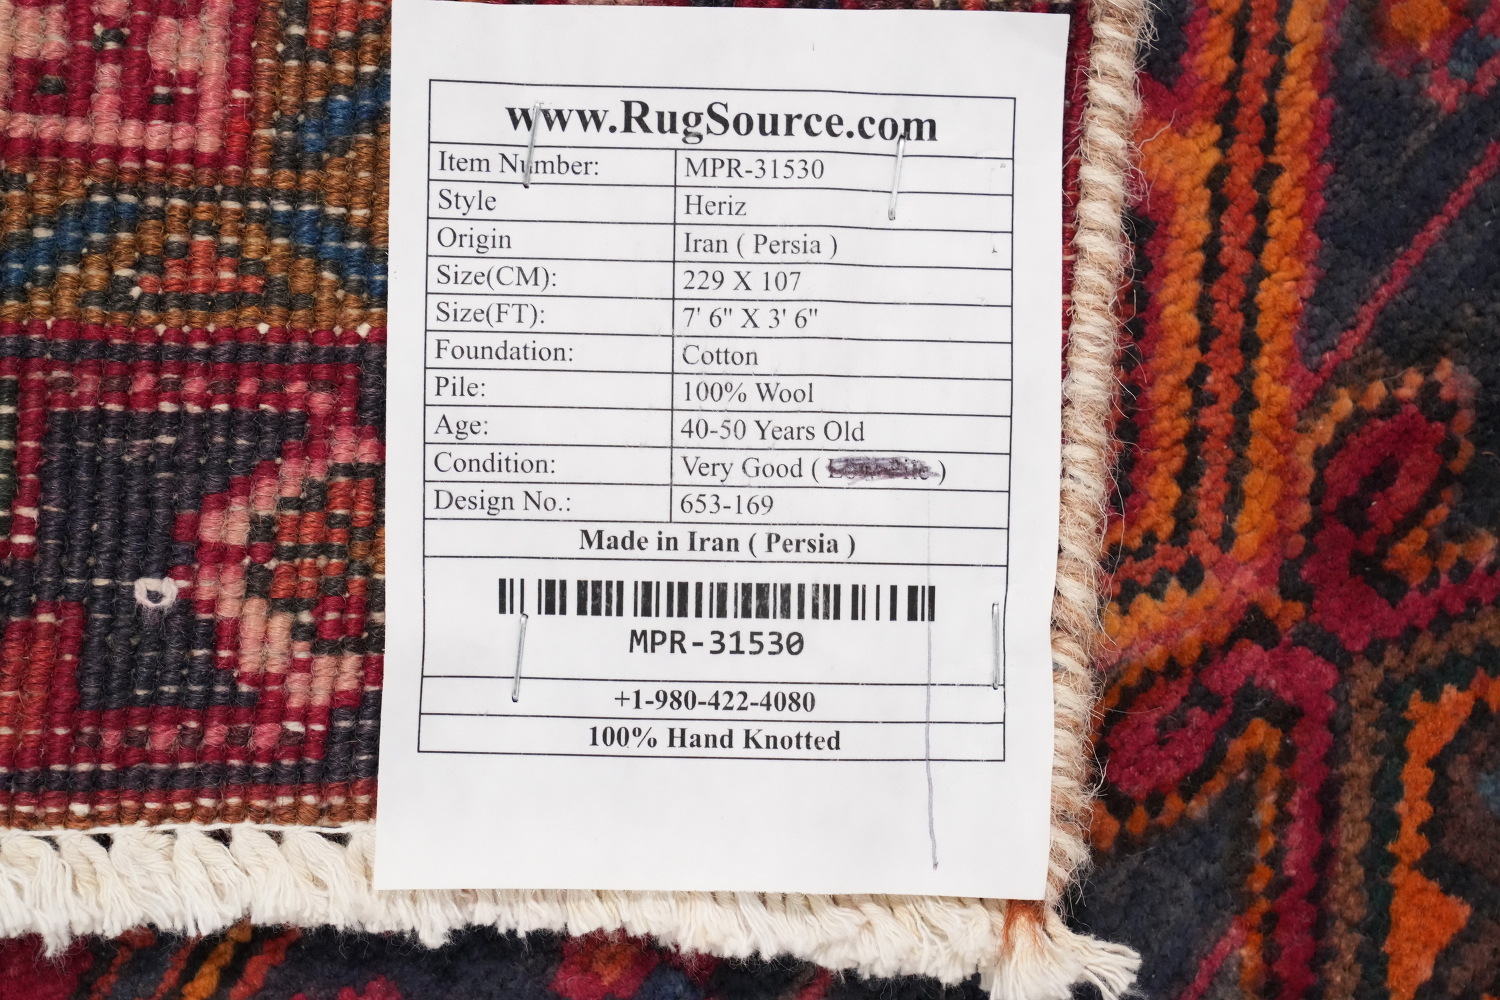 www.RugSource.com
Item Number: MPR-31530
Style Heriz
Origin Iran ( Persia )
Size(CM): 229 X 107
Size(FT): 7' 6" X 3' 6"
Foundation: Cotton
Pile: 100% Wool
Age: 40-50 Years Old
Condition: Very Good ( )
Design No.: 653-169
Made in Iran ( Persia )
MPR-31530
+1-980-422-4080
100% Hand Knotted